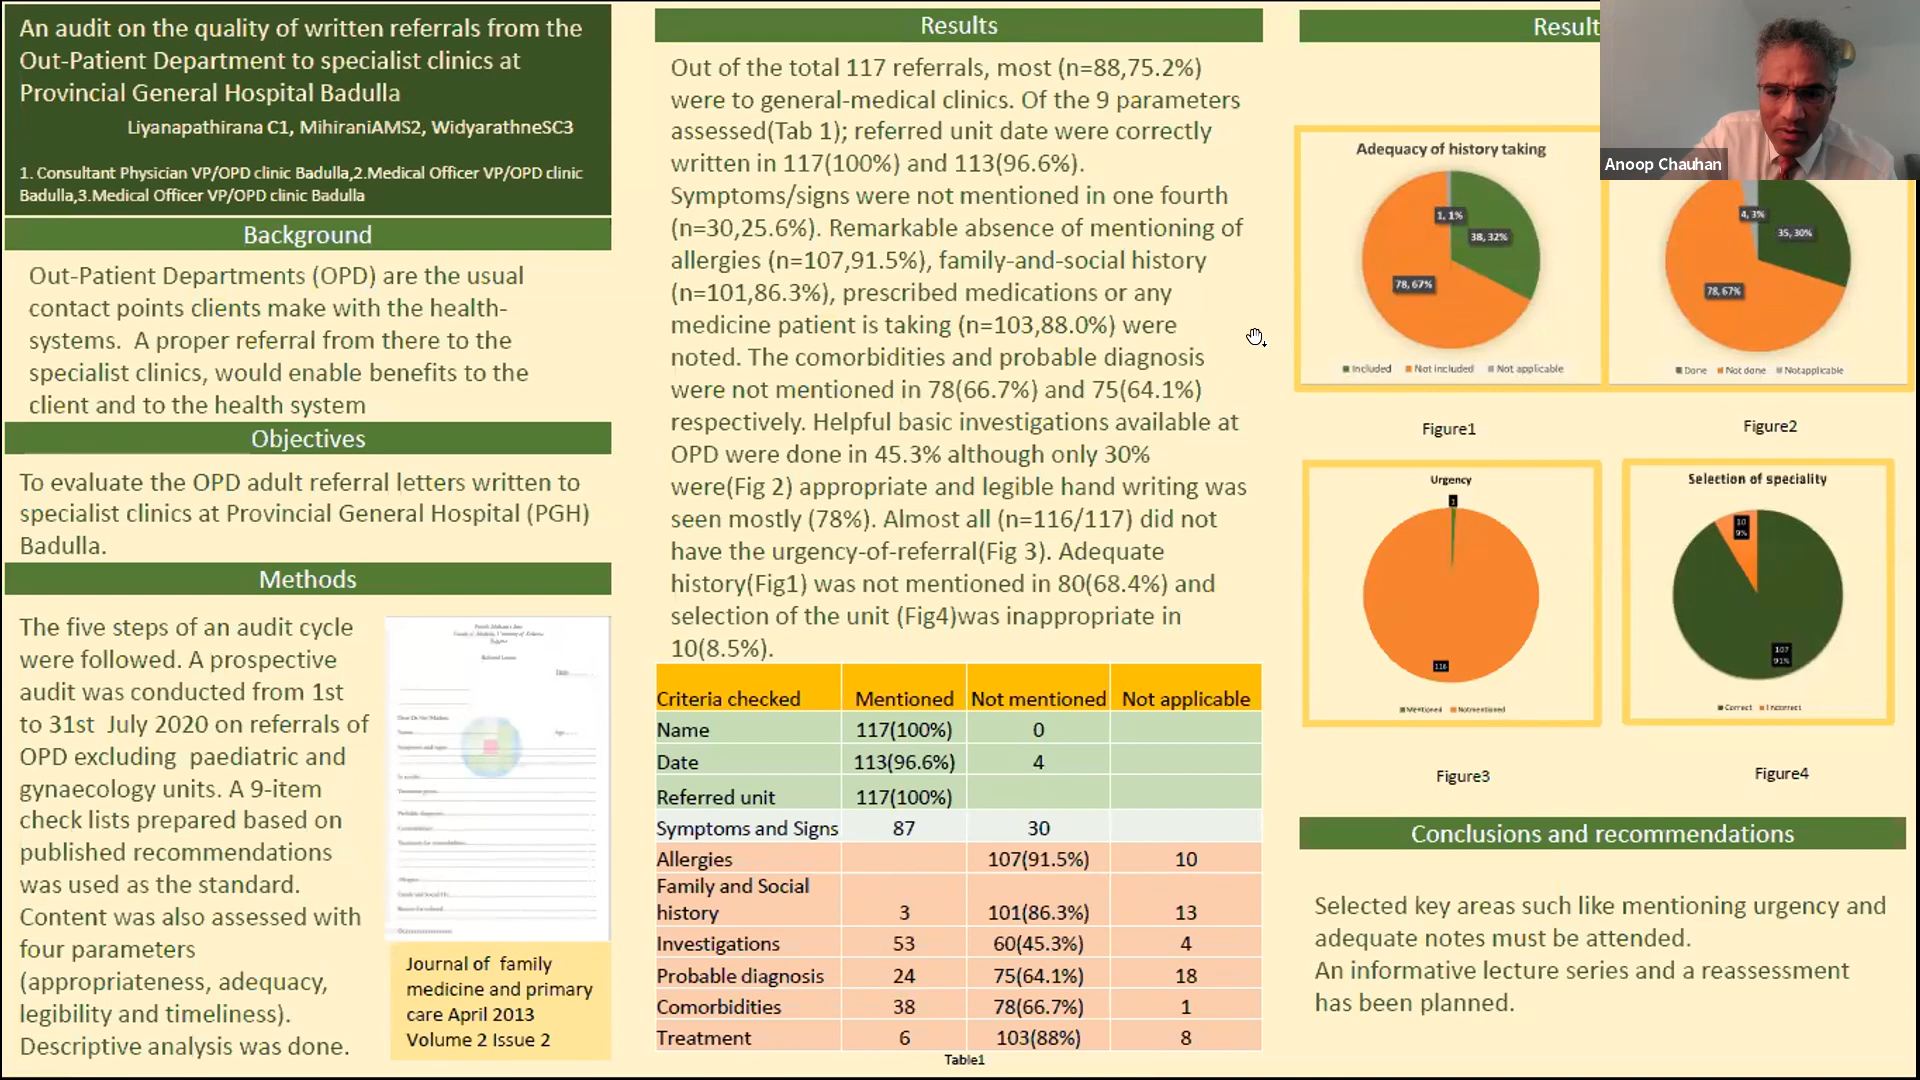 An audit on the quality of written referrals from the
Out-Patient Department to specialist clinics at
Provincial General Hospital Badulla
Liyanapathirana C1, MihiraniAMS2, WidyarathneSC3
1. Consultant Physician VP/OPD clinic Badulla,2.Medical Officer VP/OPD clinic
Badulla,3.Medical Officer VP/OPD clinic Badulla
Background
Out-Patient Departments (OPD) are the usual
contact points clients make with the health-
systems. A proper referral from there to the
specialist clinics, would enable benefits to the
client and to the health system
Objectives
To evaluate the OPD adult referral letters written to
specialist clinics at Provincial General Hospital (PGH)
Badulla.
Methods
The five steps of an audit cycle
were followed. A prospective
audit was conducted from 1st
to 31st July 2020 on referrals of
OPD excluding paediatric and
gynaecology units. A 9-item
check lists prepared based on
published recommendations
was used as the standard.
Content was also assessed with
four parameters
(appropriateness, adequacy,
legibility and timeliness).
Descriptive analysis was done.
Journal of family
medicine and primary
care April 2013
Volume 2 Issue 2
Results
Out of the total 117 referrals, most (n=88,75.2%)
were to general-medical clinics. Of the 9 parameters
assessed(Tab 1); referred unit date were correctly
written in 117(100%) and 113(96.6%).
Symptoms/signs were not mentioned in one fourth
(n=30,25.6%). Remarkable absence of mentioning of
allergies (n=107,91.5%), family-and-social history
(n=101,86.3%), prescribed medications or any
medicine patient is taking (n=103,88.0%) were
noted. The comorbidities and probable diagnosis
were not mentioned in 78(66.7%) and 75(64.1%)
respectively. Helpful basic investigations available at
OPD were done in 45.3% although only 30%
were(Fig 2) appropriate and legible hand writing was
seen mostly (78%). Almost all (n=116/117) did not
have the urgency-of-referral(Fig 3). Adequate
history(Fig1) was not mentioned in 80(68.4%) and
selection of the unit (Fig4)was inappropriate in
10(8.5%).
Criteria checked Mentioned Not mentioned Not applicable
Name 117(100%) 0
Date 113(96.6%) 4
Referred unit 117(100%)
Symptoms and Signs 87 30
Allergies 107(91.5%) 10
Family and Social
history 3 101(86.3%) 13
Investigations 53 60(45.3%) 4
Probable diagnosis 24 75(64.1%) 18
Comorbidities 38 78(66.7%) 1
Treatment 6 103(88%) 8
Table1
Result
Anoop Chauhan
Adequacy of history taking
1, 1%
38, 32%
78, 67%
Included Not included Not applicable
Figure1
4, 3%
35, 30%
78, 67%
Done Not done Notapplicable
Figure2
Urgency
1
116
Mentioned Notmentioned
Figure3
Selection of speciality
10
9%
107
91%
Correct Incorrect
Figure4
Conclusions and recommendations
Selected key areas such like mentioning urgency and
adequate notes must be attended.
An informative lecture series and a reassessment
has been planned.